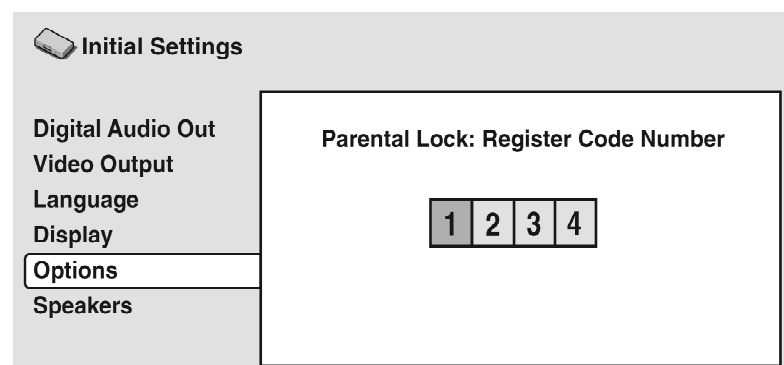 Initial Settings
Digital Audio Out
Video Output
Language
Display
Options
Speakers
Parental Lock: Register Code Number
1 2 3 4